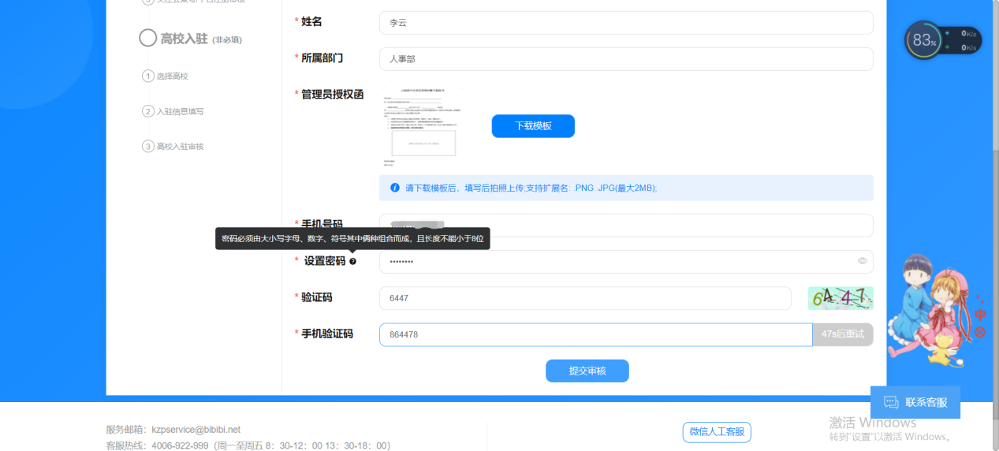 高校入驻 (非必填)
1 选择高校
2 入驻信息填写
3 高校入驻审核
* 姓名
李云
* 所属部门
人事部
* 管理员授权函
下载模板
请下载模板后，填写后拍照上传;支持扩展名: .PNG .JPG(最大2MB);
* 手机号码
密码必须由大小写字母、数字、符号其中俩种组合而成，且长度不能小于8位
* 设置密码
••••••••
* 验证码
6447
6447
* 手机验证码
864478
47s后重试
提交审核
83%
0K/s
0K/s
中
联系客服
服务邮箱: kzpservice@bibibi.net
客服热线: 4006-922-999（周一至周五 8：30-12：00 13：30-18：00）
微信人工客服
激活 Windows
转到"设置"以激活 Windows。